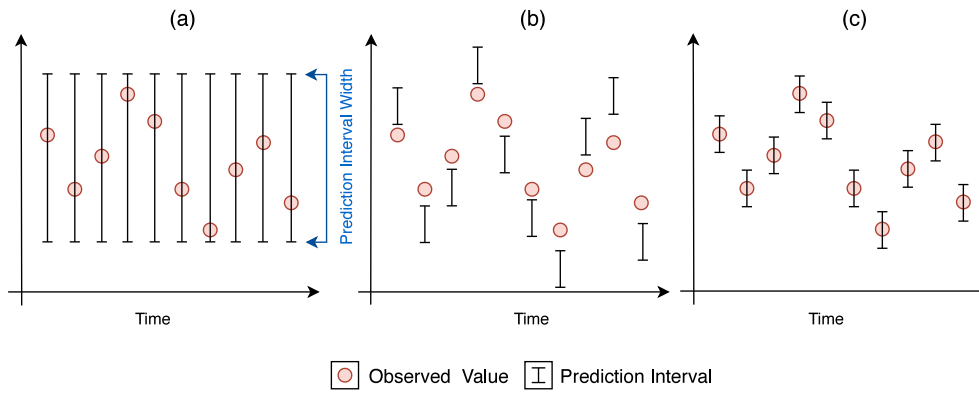 (a)
(b)
(c)
Prediction Interval Width
Time
Time
Time
Observed Value
Prediction Interval